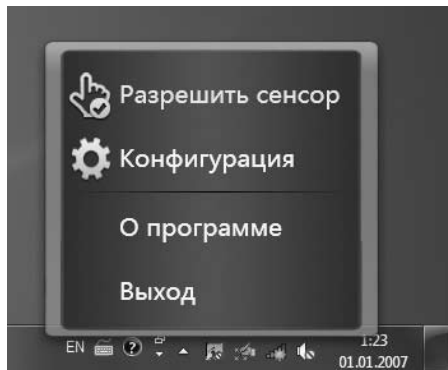 Разрешить сенсор
Конфигурация
О программе
Выход
EN
1:23
01.01.2007